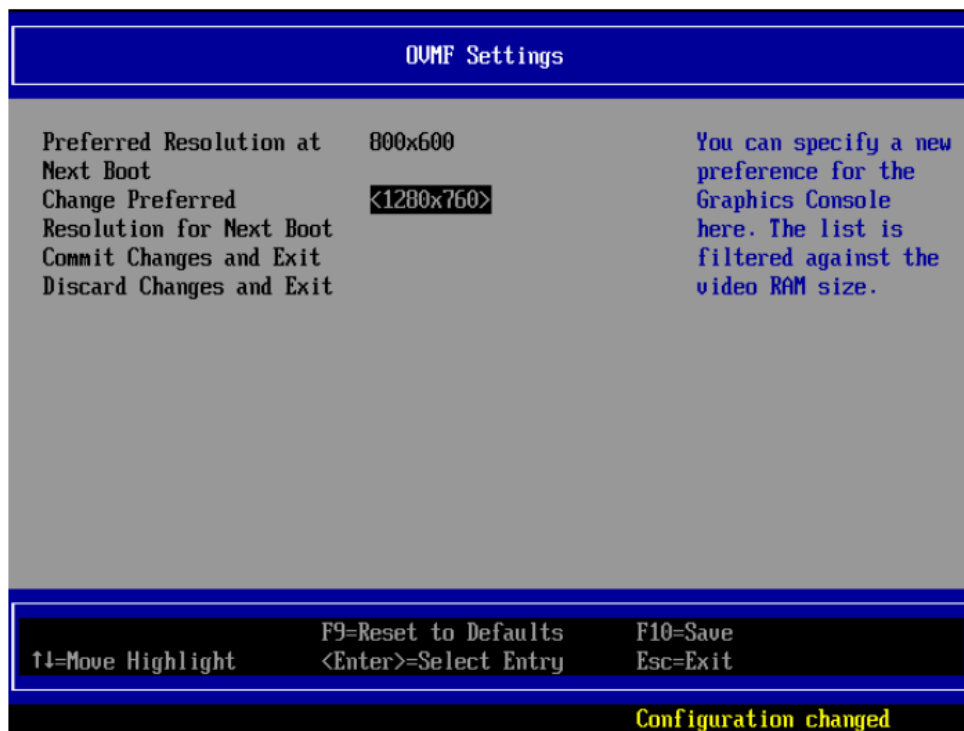 OVMF Settings
Preferred Resolution at 800x600
Next Boot
Change Preferred <1280x760>
Resolution for Next Boot
Commit Changes and Exit
Discard Changes and Exit
You can specify a new
preference for the
Graphics Console
here. The list is
filtered against the
video RAM size.
F9=Reset to Defaults F10=Save
↑↓=Move Highlight <Enter>=Select Entry Esc=Exit
Configuration changed